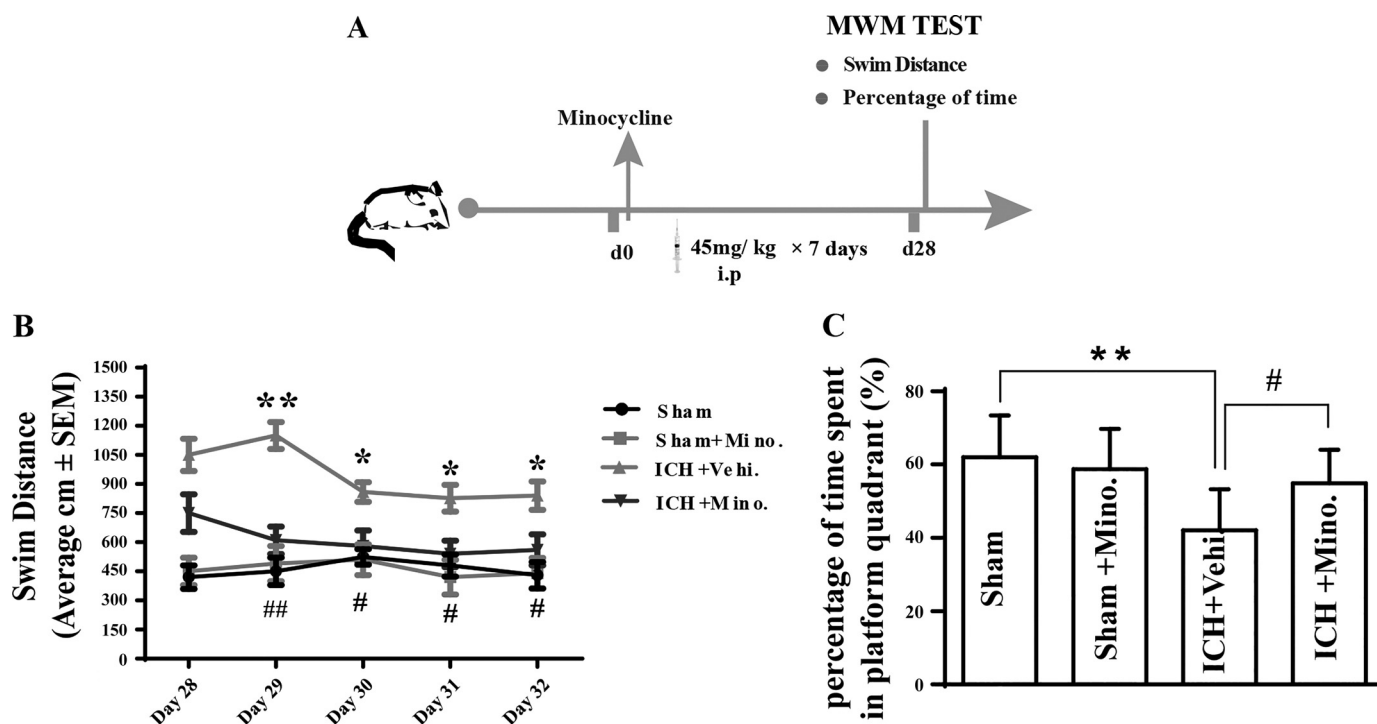 A
MWM TEST
Swim Distance
Percentage of time
Minocycline
d0
45mg/ kg × 7 days
i.p
d28
B
Swim Distance
(Average cm ± SEM)
1500
1350
1200
1050
900
750
600
450
300
150
0
**
*
*
*
##
#
#
#
Day 28
Day 29
Day 30
Day 31
Day 32
Sham
Sham+Mino.
ICH+Vehi.
ICH+Mino.
C
percentage of time spent
in platform quadrant (%)
80
60
40
20
0
**
#
Sham
Sham +Mino.
ICH+Vehi.
ICH +Mino.